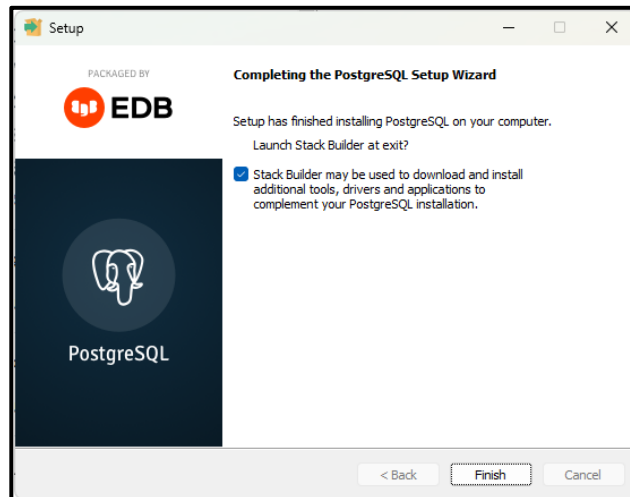 Setup
PACKAGED BY
EDB
PostgreSQL
Completing the PostgreSQL Setup Wizard
Setup has finished installing PostgreSQL on your computer.
Launch Stack Builder at exit?
Stack Builder may be used to download and install
additional tools, drivers and applications to
complement your PostgreSQL installation.
< Back
Finish
Cancel